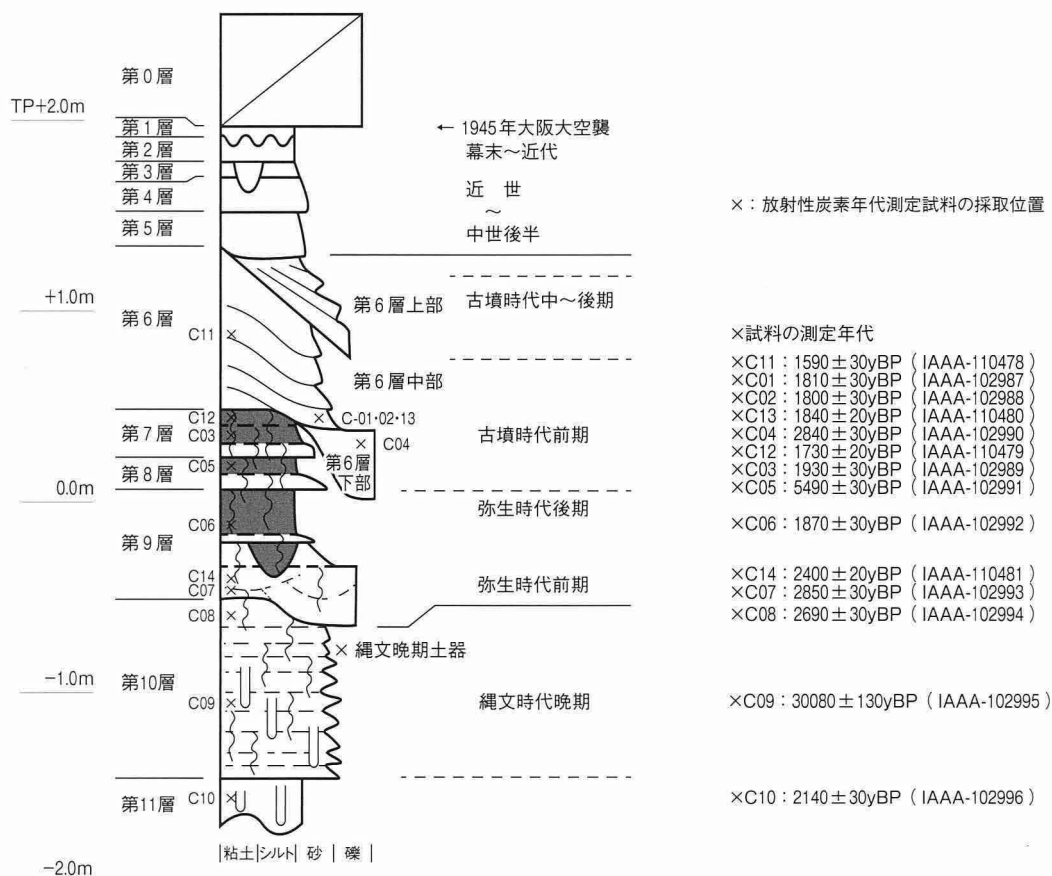 第0層
TP+2.0m
第1層
← 1945年大阪大空襲
第2層
幕末～近代
第3層
第4層
近 世
～
×：放射性炭素年代測定試料の採取位置
第5層
中世後半
+1.0m
第6層上部
古墳時代中～後期
第6層
C11 ×
×試料の測定年代
×C11：1590±30yBP（IAAA-110478）
第6層中部
×C01：1810±30yBP（IAAA-102987）
×C02：1800±30yBP（IAAA-102988）
C12 ×
× C-01·02·13
×C13：1840±20yBP（IAAA-110480）
第7層
C03 ×
古墳時代前期
×C04：2840±30yBP（IAAA-102990）
× C04
×C12：1730±20yBP（IAAA-110479）
第8層
C05 ×
第6層
下部
×C03：1930±30yBP（IAAA-102989）
0.0m
×C05：5490±30yBP（IAAA-102991）
弥生時代後期
C06 ×
×C06：1870±30yBP（IAAA-102992）
第9層
C14 ×
×C14：2400±20yBP（IAAA-110481）
C07 ×
弥生時代前期
×C07：2850±30yBP（IAAA-102993）
C08 ×
×C08：2690±30yBP（IAAA-102994）
× 縄文晩期土器
-1.0m
第10層
C09 ×
縄文時代晩期
×C09：30080±130yBP（IAAA-102995）
第11層
C10 ×
×C10：2140±30yBP（IAAA-102996）
|粘土|シルト| 砂 | 礫 |
-2.0m